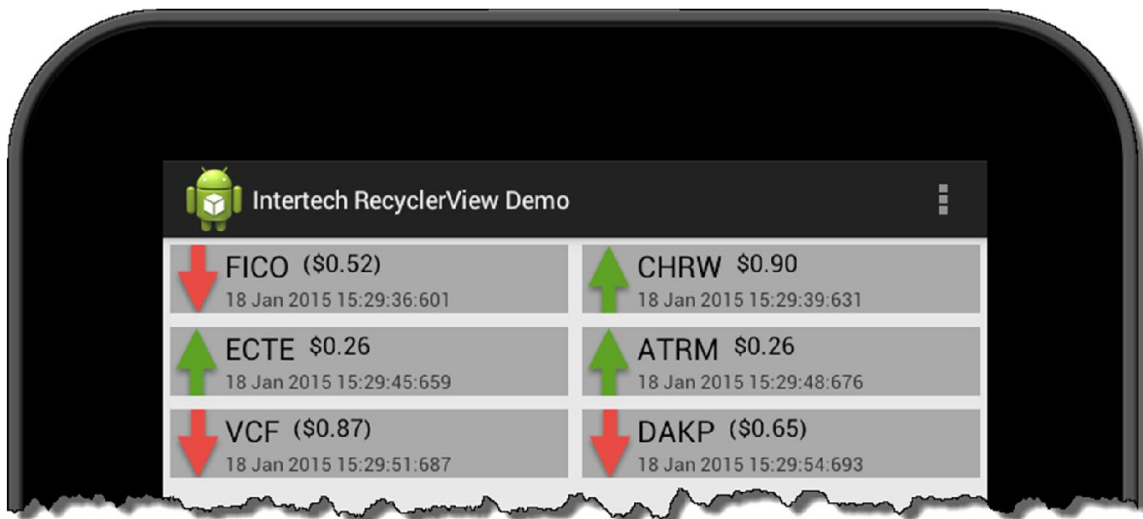 Intertech RecyclerView Demo
FICO ($0.52)
18 Jan 2015 15:29:36:601
CHRW $0.90
18 Jan 2015 15:29:39:631
ECTE $0.26
18 Jan 2015 15:29:45:659
ATRM $0.26
18 Jan 2015 15:29:48:676
VCF ($0.87)
18 Jan 2015 15:29:51:687
DAKP ($0.65)
18 Jan 2015 15:29:54:693